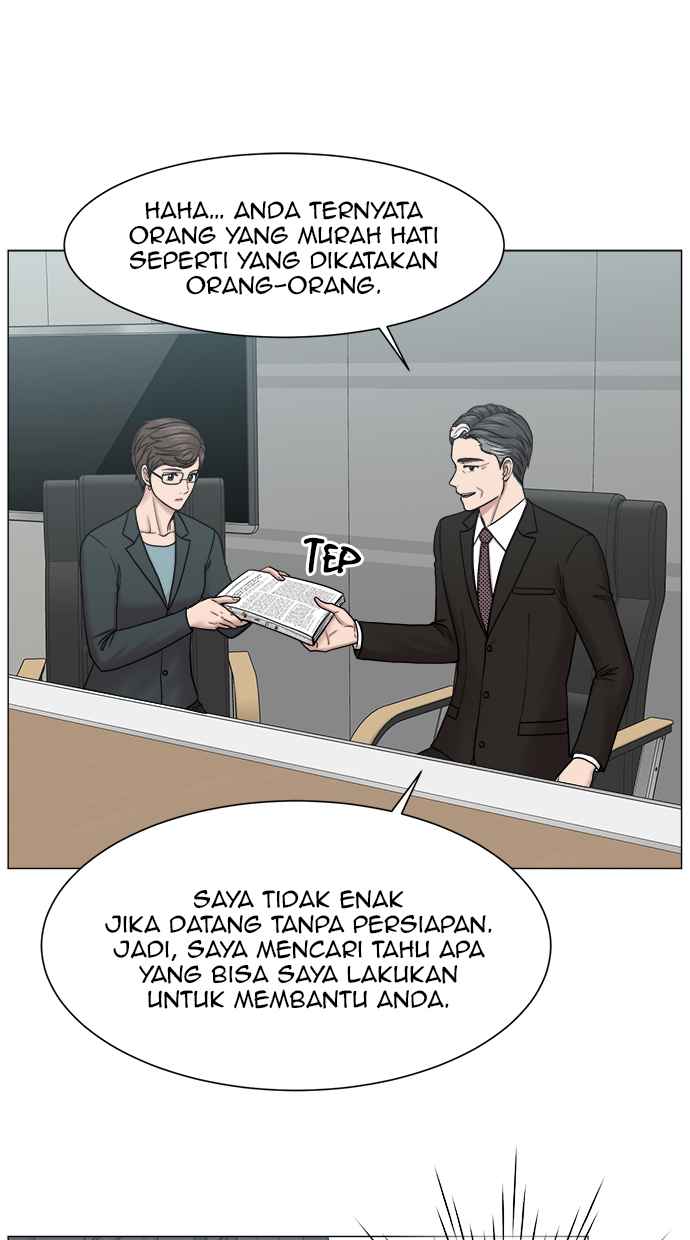 HAHA... ANDA TERNYATA
ORANG YANG MURAH HATI
SEPERTI YANG DIKATAKAN
ORANG-ORANG.
TEP
SAYA TIDAK ENAK
JIKA DATANG TANPA PERSIAPAN.
JADI, SAYA MENCARI TAHU APA
YANG BISA SAYA LAKUKAN
UNTUK MEMBANTU ANDA.